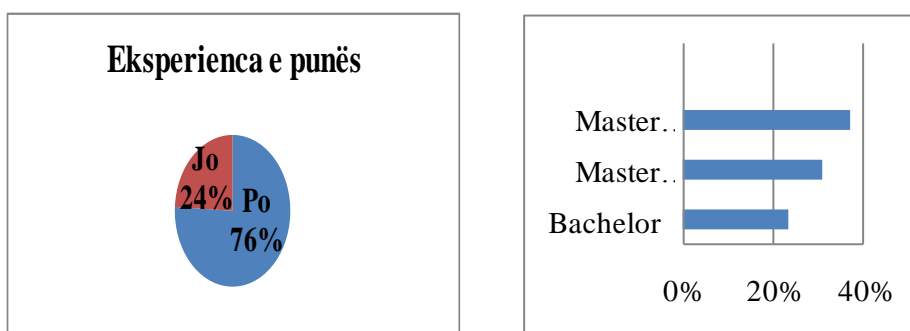 Eksperienca e punës
Jo
24%
Po
76%
Master..
Master..
Bachelor
0% 20% 40%